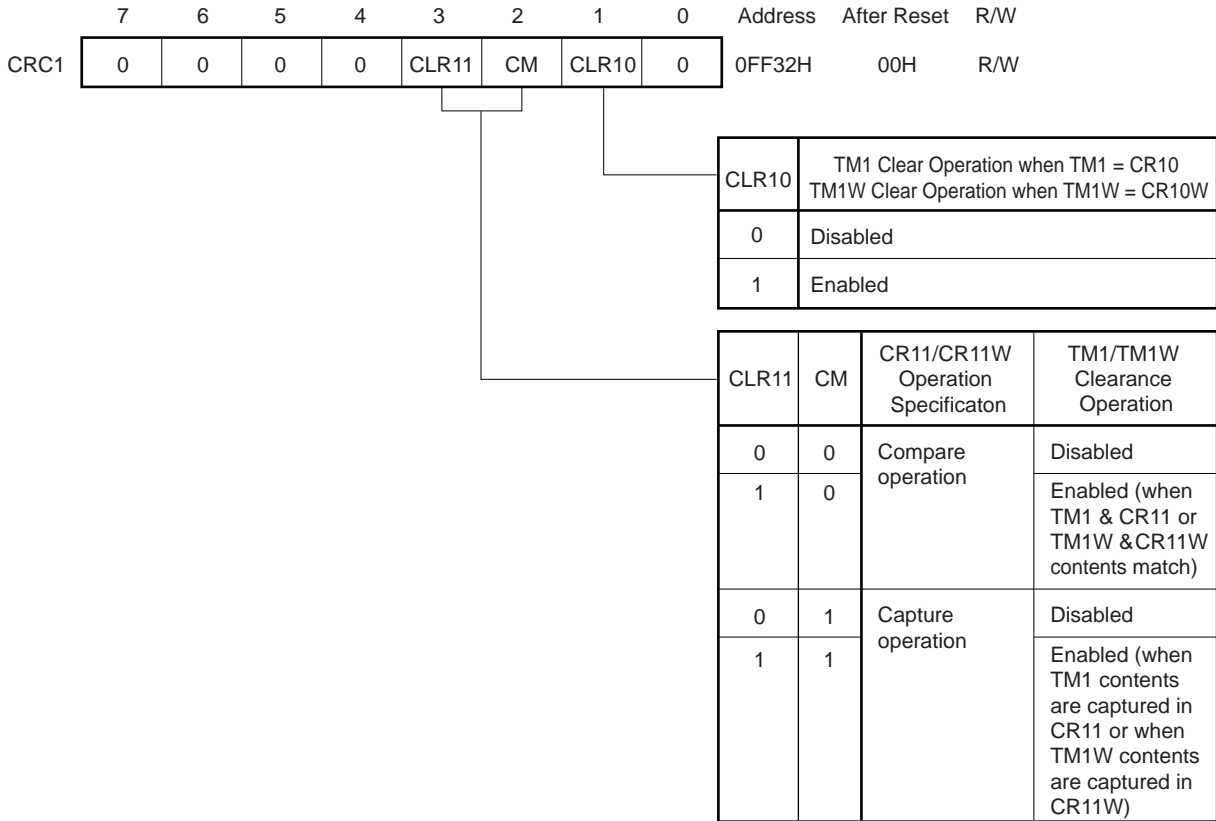 7 6 5 4 3 2 1 0 Address After Reset R/W
CRC1 0 0 0 0 CLR11 CM CLR10 0 0FF32H 00H R/W
CLR10
TM1 Clear Operation when TM1 = CR10
TM1W Clear Operation when TM1W = CR10W
0 Disabled
1 Enabled
CLR11 CM
CR11/CR11W
Operation
Specificaton
TM1/TM1W
Clearance
Operation
0 0
Compare
operation
Disabled
1 0
Enabled (when
TM1 & CR11 or
TM1W &CR11W
contents match)
0 1
Capture
operation
Disabled
1 1
Enabled (when
TM1 contents
are captured in
CR11 or when
TM1W contents
are captured in
CR11W)